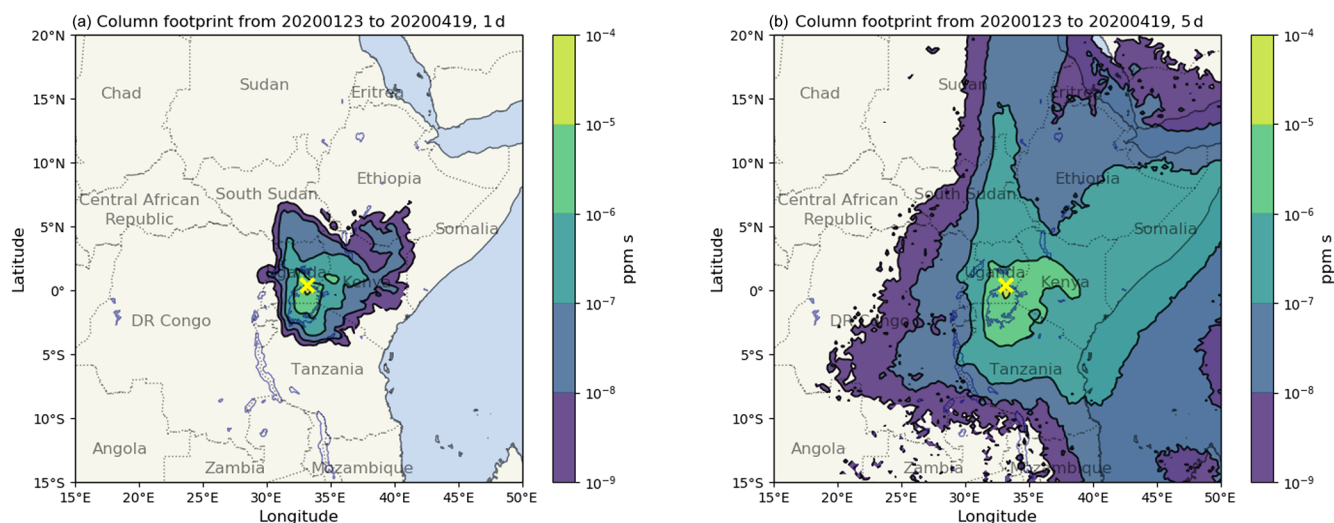 (a) Column footprint from 20200123 to 20200419, 1 d
20°N
15°N
10°N
5°N
0°
5°S
10°S
15°S
Latitude
Chad
Sudan
Eritrea
Central African
Republic
South Sudan
Ethiopia
Somalia
Uganda
Kenya
DR Congo
Tanzania
Angola
Zambia
Mozambique
15°E
20°E
25°E
30°E
35°E
40°E
45°E
50°E
Longitude
10⁻⁴
10⁻⁵
10⁻⁶
10⁻⁷
10⁻⁸
10⁻⁹
ppm s
(b) Column footprint from 20200123 to 20200419, 5 d
20°N
15°N
10°N
5°N
0°
5°S
10°S
15°S
Latitude
Chad
Sudan
Eritrea
Central African
Republic
South Sudan
Ethiopia
Somalia
Uganda
Kenya
DR Congo
Tanzania
Angola
Zambia
Mozambique
15°E
20°E
25°E
30°E
35°E
40°E
45°E
50°E
Longitude
10⁻⁴
10⁻⁵
10⁻⁶
10⁻⁷
10⁻⁸
10⁻⁹
ppm s